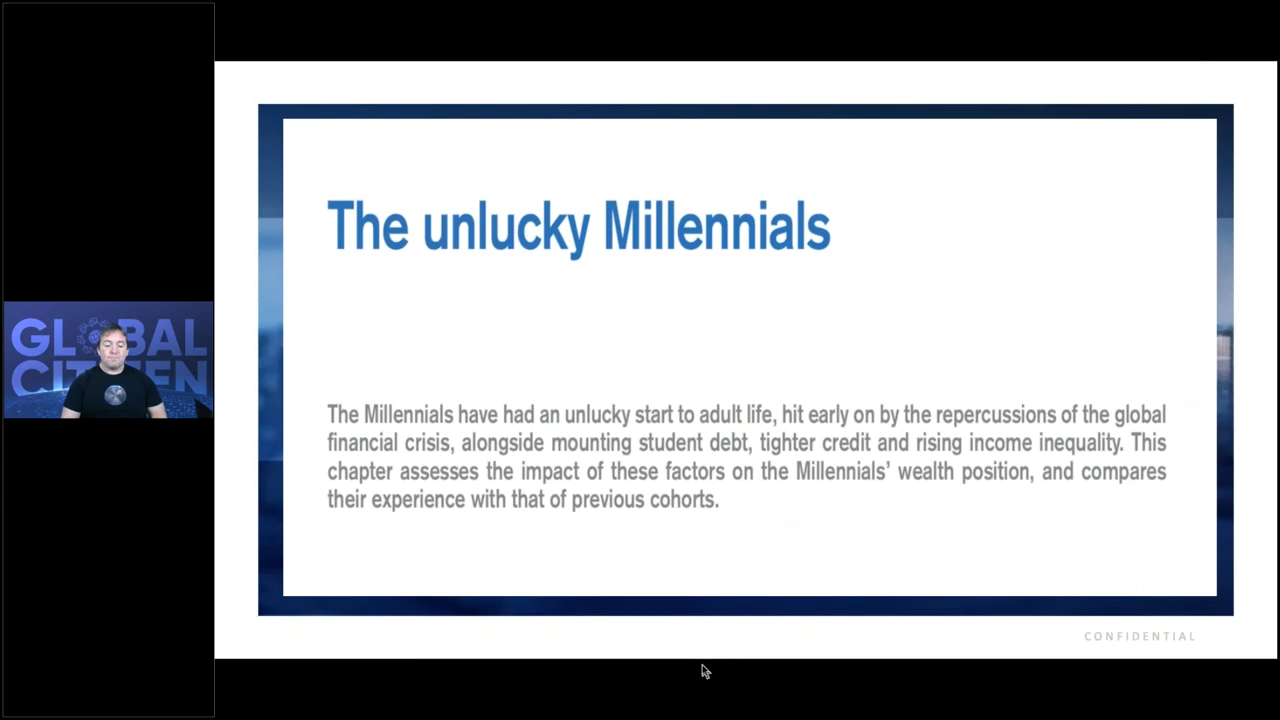 GLOBAL
CITIZEN
The unlucky Millennials
The Millennials have had an unlucky start to adult life, hit early on by the repercussions of the global
financial crisis, alongside mounting student debt, tighter credit and rising income inequality. This
chapter assesses the impact of these factors on the Millennials’ wealth position, and compares
their experience with that of previous cohorts.
CONFIDENTIAL